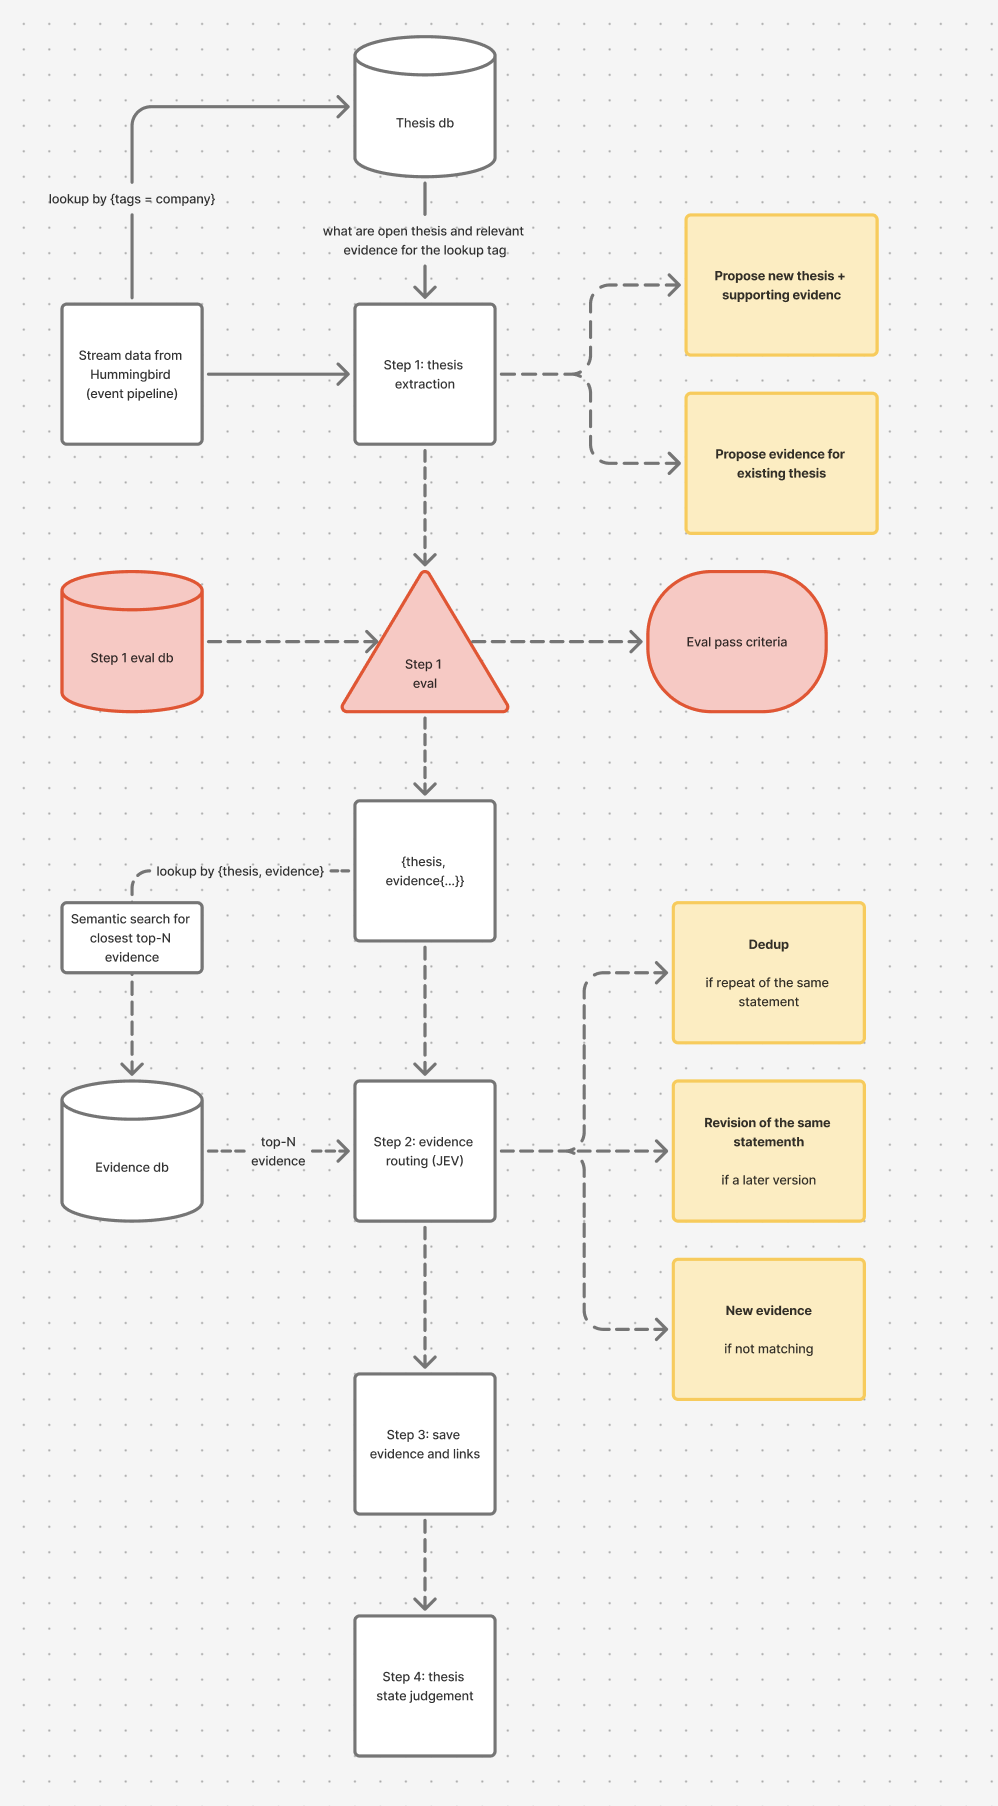 Thesis db
lookup by {tags = company}
what are open thesis and relevant
evidence for the lookup tag
Propose new thesis +
supporting evidenc
Stream data from
Hummingbird
(event pipeline)
Step 1: thesis
extraction
Propose evidence for
existing thesis
Step 1 eval db
Step 1
eval
Eval pass criteria
{thesis,
evidence{...}}
lookup by {thesis, evidence}
Semantic search for
closest top-N
evidence
Dedup
if repeat of the same
statement
Evidence db
top-N
evidence
Step 2: evidence
routing (JEV)
Revision of the same
statementh
if a later version
New evidence
if not matching
Step 3: save
evidence and links
Step 4: thesis
state judgement